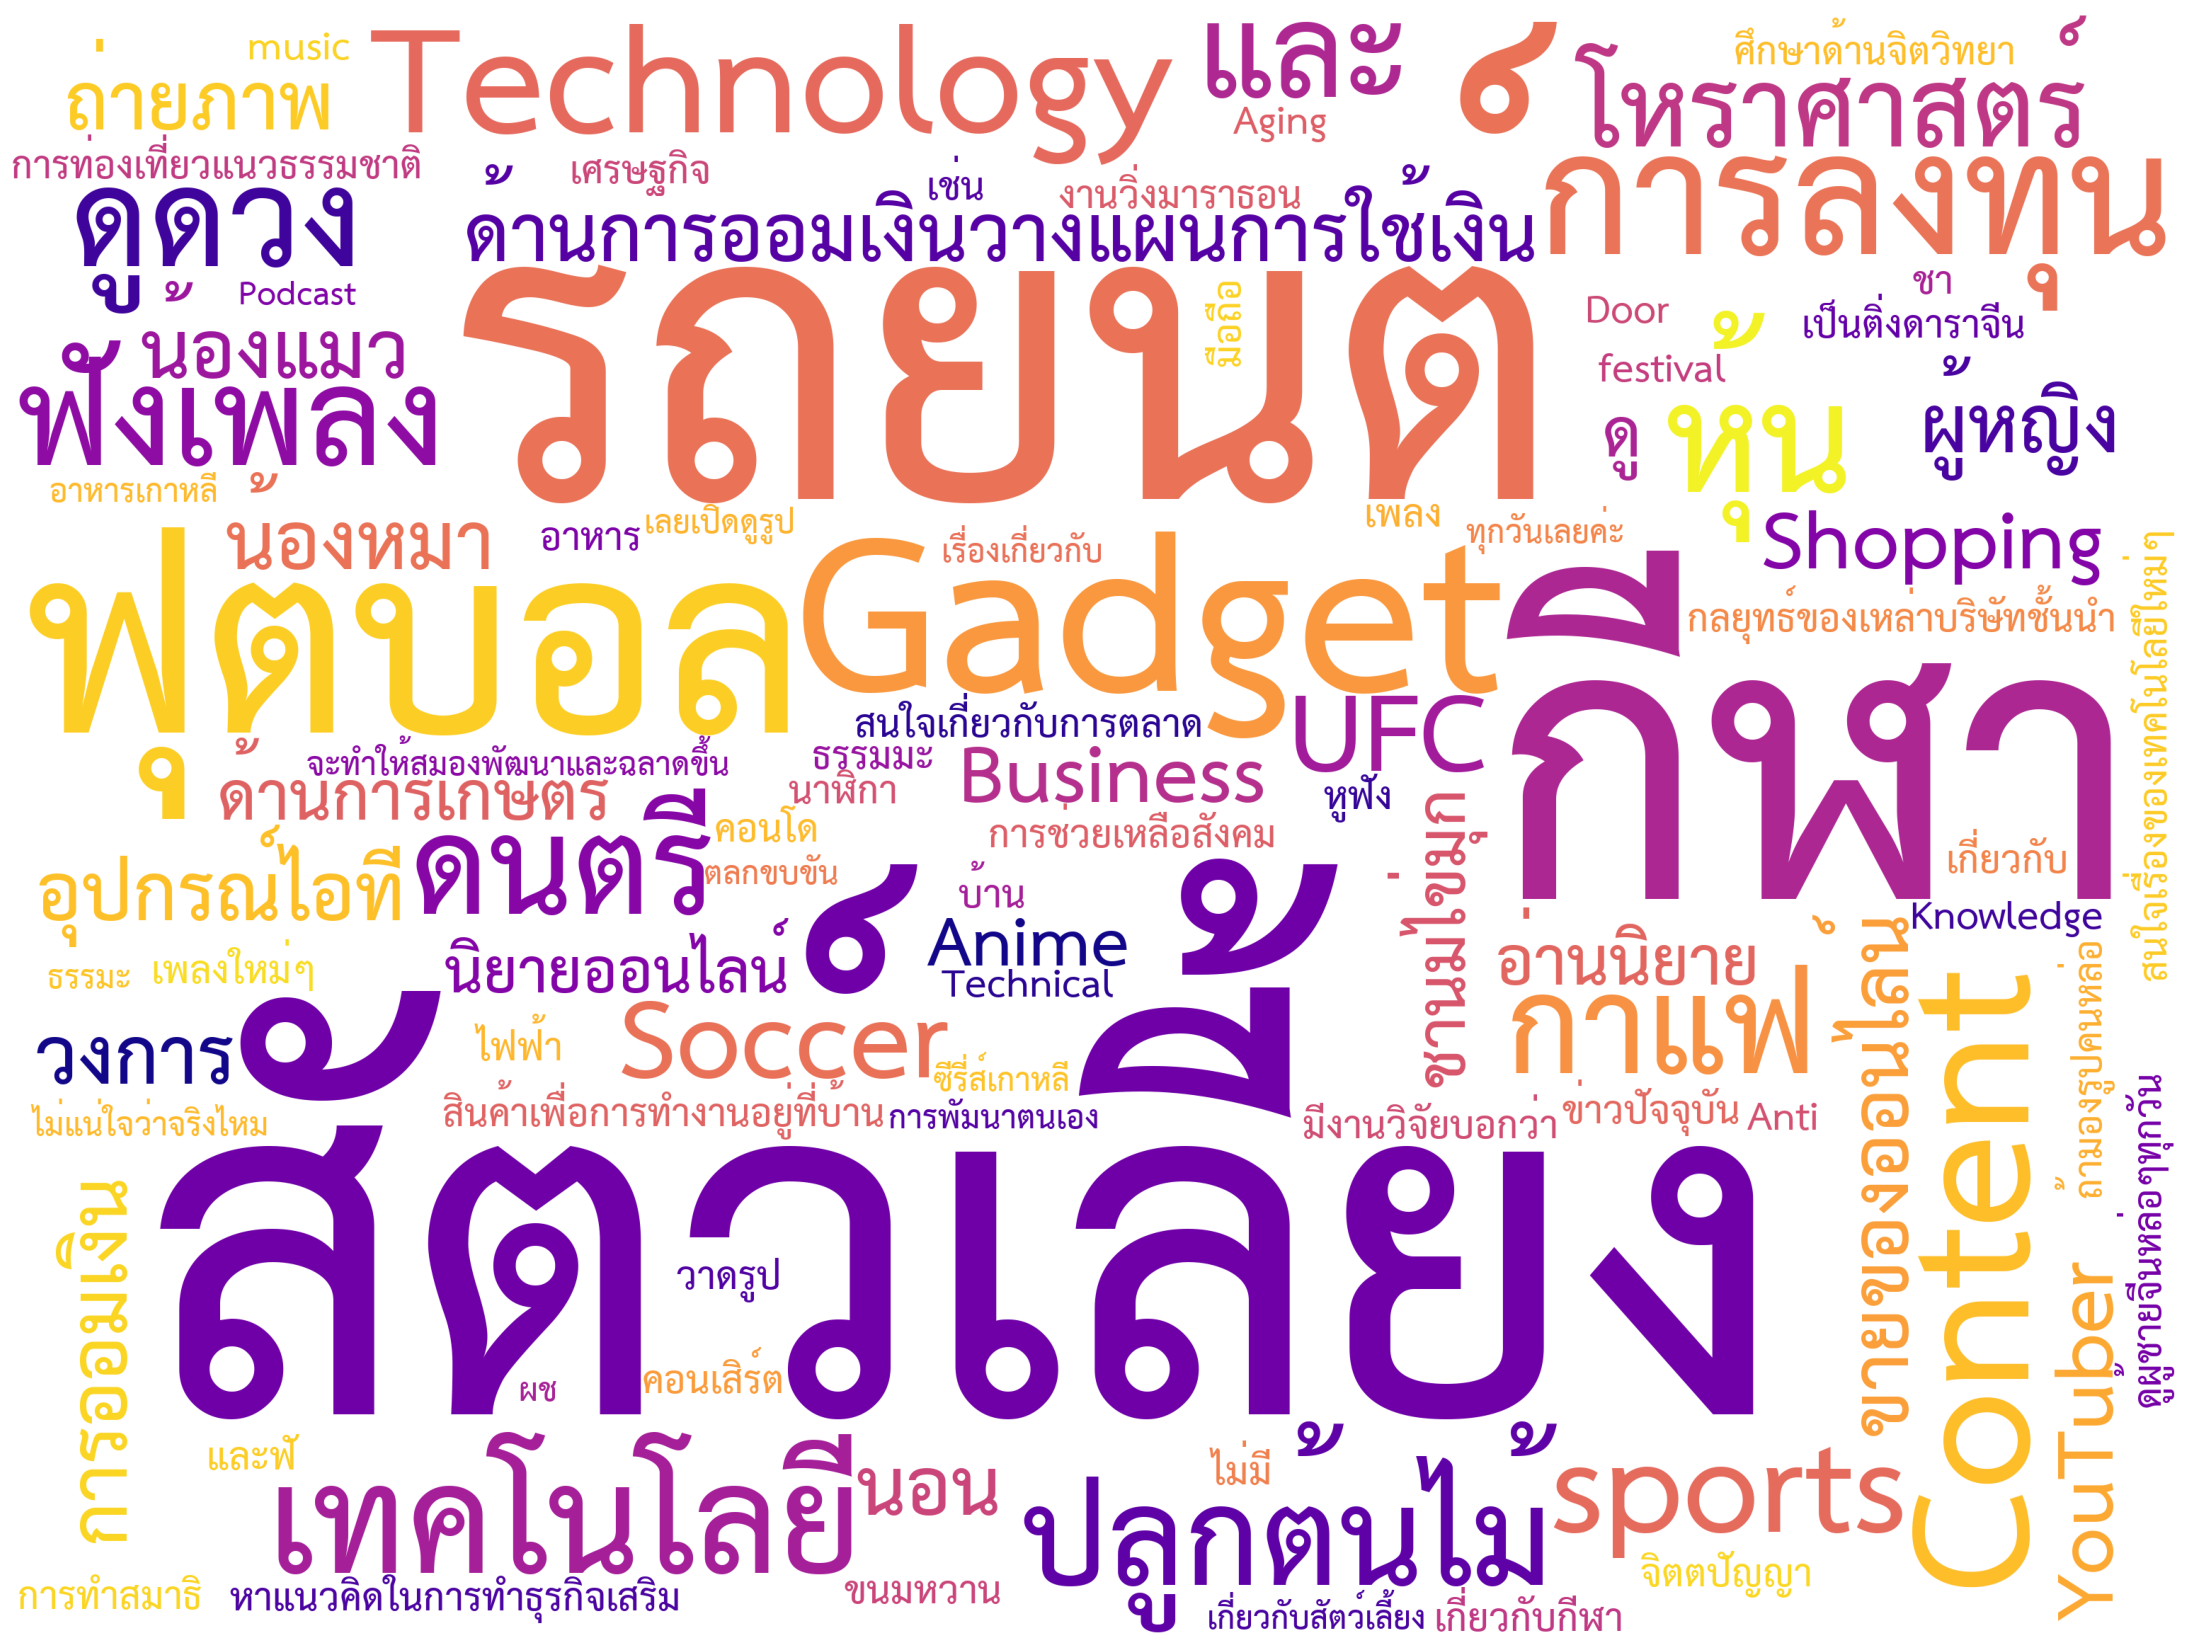 music
Technology
และ
ศึกษาด้านจิตวิทยา
ถ่ายภาพ
Aging
โหราศาสตร์
การท่องเที่ยวแนวธรรมชาติ
เศรษฐกิจ
เช่น
งานวิ่งมาราธอน
การลงทุน
ดูดวง
ด้านการออมเงินวางแผนการใช้เงิน
Podcast
รถยนต์
มือถือ
ชา
Door
เป็นติ่งดาราจีน
น้องแมว
festival
ฟังเพลง
ดู
หุ้น
ผู้หญิง
อาหารเกาหลี
น้องหมา
อาหาร
เลยเปิดดูรูป
เพลง
ทุกวันเลยค่ะ
Shopping
เรื่องเกี่ยวกับ
ฟุตบอล
Gadget
กีฬา
กลยุทธ์ของเหล่าบริษัทชั้นนำ
สนใจเรื่องของเทคโนโลยีใหม่ๆ
สนใจเกี่ยวกับการตลาด
UFC
จะทำให้สมองพัฒนาและฉลาดขึ้น
ธรรมมะ
Business
ด้านการเกษตร
นาฬิกา
หูฟัง
คอนโด
การช่วยเหลือสังคม
ชานมไข่มุก
ดนตรี
ตลกขบขัน
อุปกรณ์ไอที
บ้าน
เกี่ยวกับ
Knowledge
Anime
นิยายออนไลน์
อ่านนิยาย
ธรรมะ
เพลงใหม่ๆ
Technical
กาแฟ
ขายของออนไลน์
Content
ถ้ามองรูปคนหล่อ
วงการ
ไฟฟ้า
Soccer
ซีรี่ส์เกาหลี
ไม่แน่ใจว่าจริงไหม
สินค้าเพื่อการทำงานอยู่ที่บ้าน
การพัมนาตนเอง
มีงานวิจัยบอกว่า
ข่าวปัจจุบัน
Anti
ดูผู้ชายจีนหล่อๆทุกวัน
สัตว์เลี้ยง
การออมเงิน
วาดรูป
YouTuber
ผช
คอนเสิร์ต
และฟั
เทคโนโลยี
นอน
ไม่มี
ปลูกต้นไม้
sports
จิตตปัญญา
การทำสมาธิ
หาแนวคิดในการทำธุรกิจเสริม
ขนมหวาน
เกี่ยวกับสัตว์เลี้ยง
เกี่ยวกับกีฬา